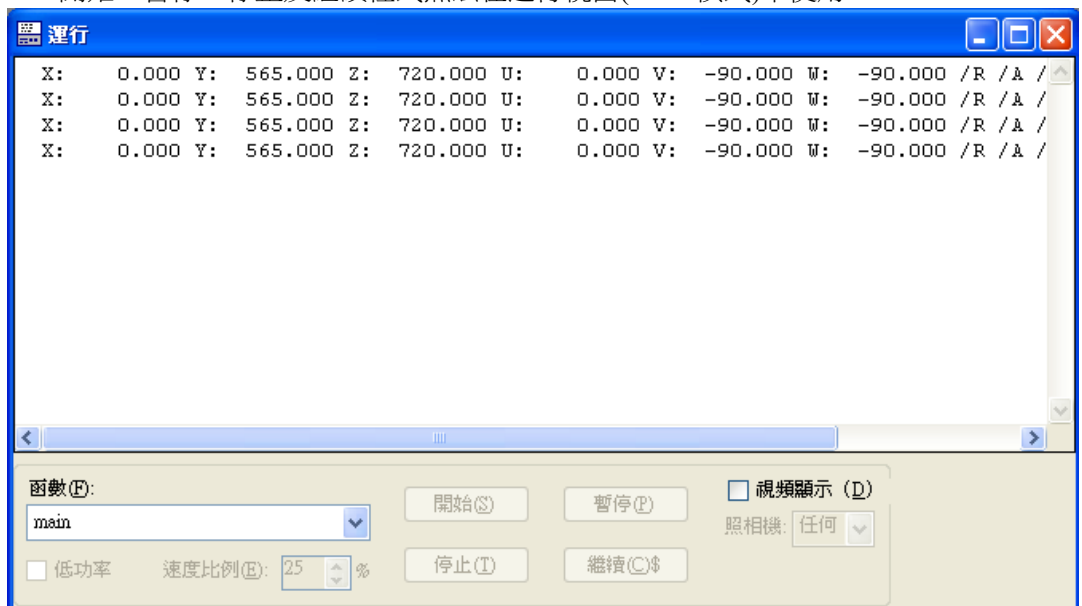 運行
X: 0.000 Y: 565.000 Z: 720.000 U: 0.000 V: -90.000 W: -90.000 /R /A /
X: 0.000 Y: 565.000 Z: 720.000 U: 0.000 V: -90.000 W: -90.000 /R /A /
X: 0.000 Y: 565.000 Z: 720.000 U: 0.000 V: -90.000 W: -90.000 /R /A /
X: 0.000 Y: 565.000 Z: 720.000 U: 0.000 V: -90.000 W: -90.000 /R /A /
函數(F):
main
開始(S) 暫停(P)
視頻顯示 (D)
照相機: 任何
低功率 速度比例(E): 25 %
停止(T) 繼續(C)$